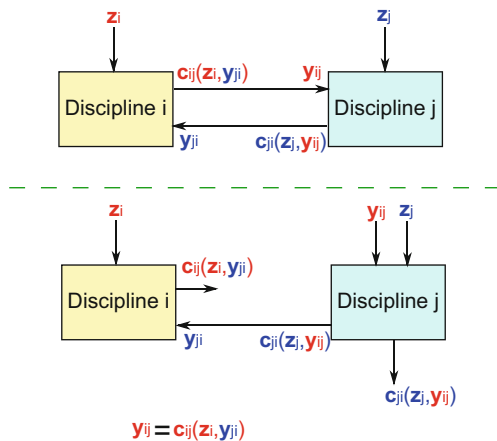 zi zj
cij(zi,yji) yij
Discipline i Discipline j
yji cji(zj,yij)
zi yij zj
cij(zi,yji)
Discipline i Discipline j
yji cji(zj,yij)
cji(zj,yij)
yij = cij(zi,yji)